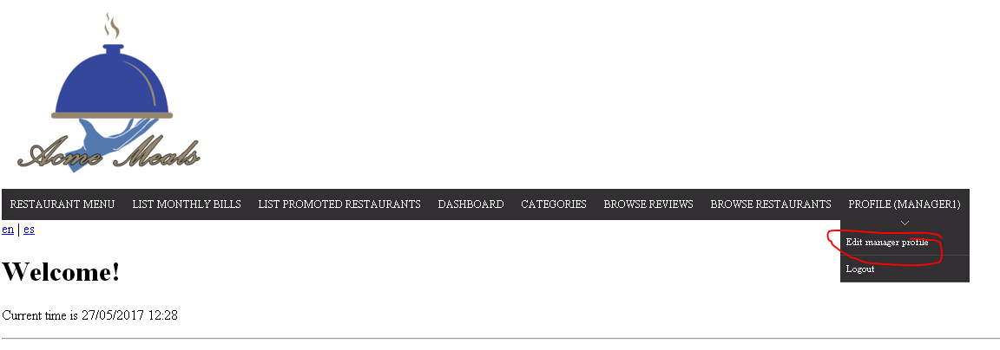 Acme Meals
RESTAURANT MENU LIST MONTHLY BILLS LIST PROMOTED RESTAURANTS DASHBOARD CATEGORIES BROWSE REVIEWS BROWSE RESTAURANTS PROFILE (MANAGER1)
Edit manager profile
Logout
en | es
Welcome!
Current time is 27/05/2017 12:28